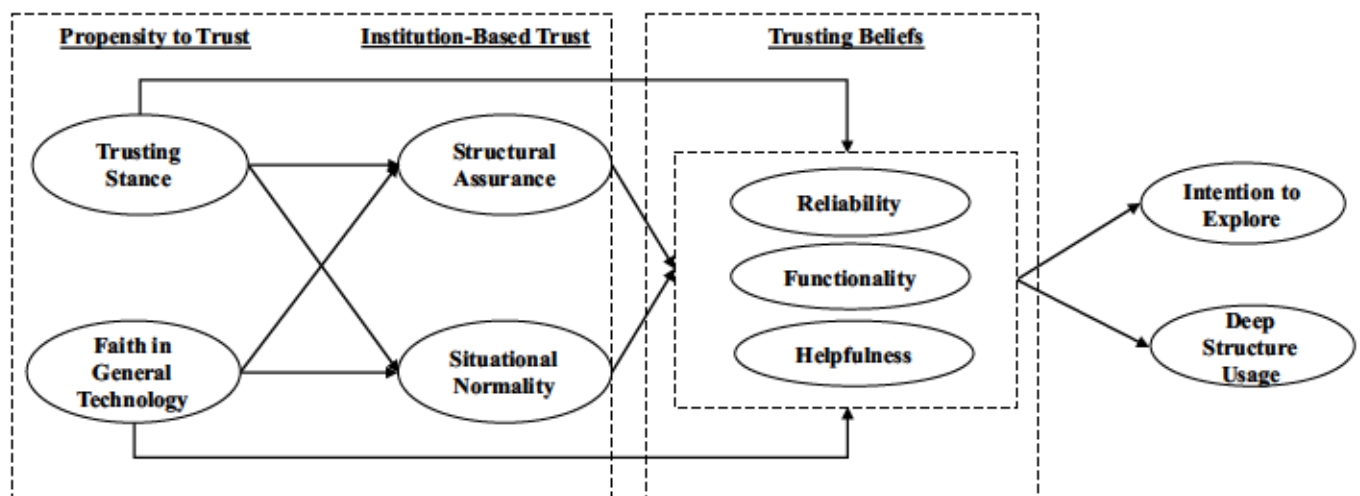 Propensity to Trust
Institution-Based Trust
Trusting Beliefs
Trusting
Stance
Structural
Assurance
Reliability
Intention to
Explore
Functionality
Faith in
General
Technology
Situational
Normality
Helpfulness
Deep
Structure
Usage